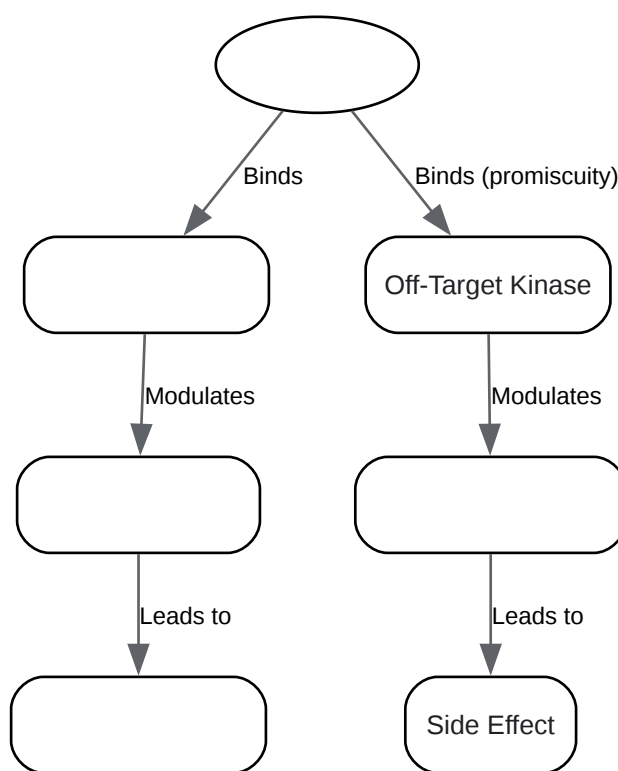 Binds
Binds (promiscuity)
Off-Target Kinase
Modulates
Modulates
Leads to
Leads to
Side Effect